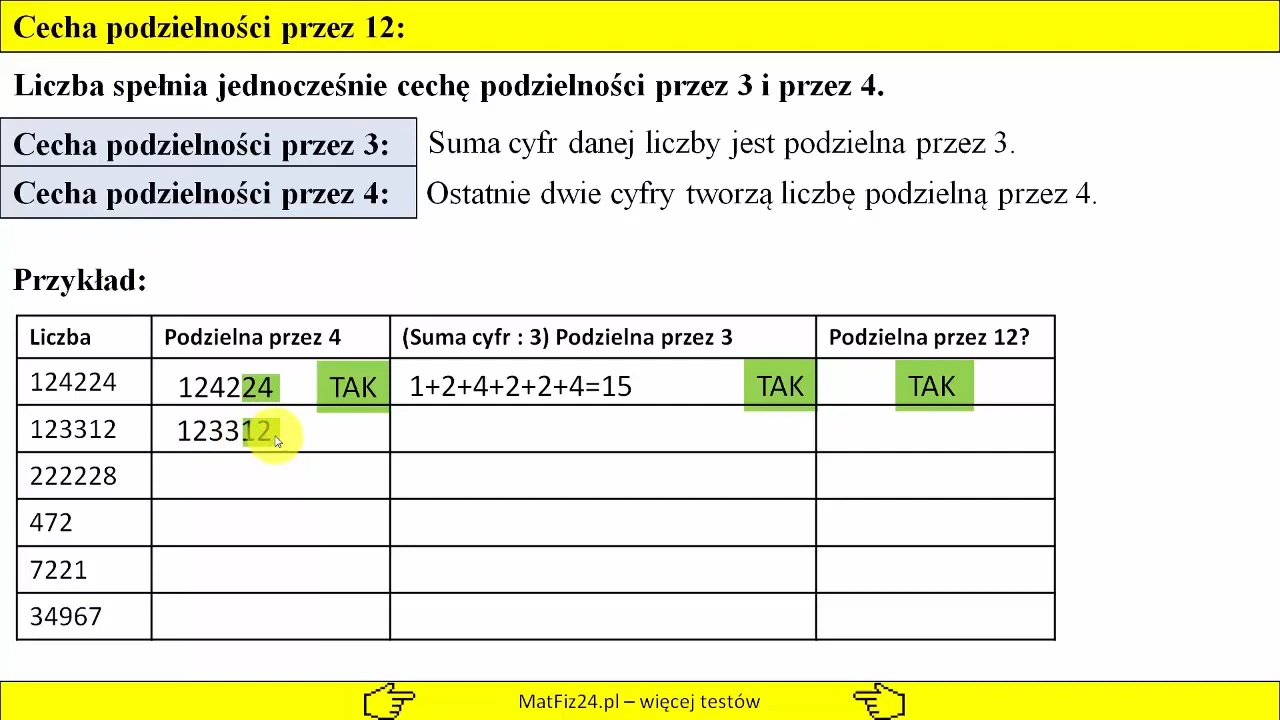 Cecha podzielności przez 12:
Liczba spełnia jednocześnie cechę podzielności przez 3 i przez 4.
Cecha podzielności przez 3: Suma cyfr danej liczby jest podzielna przez 3.
Cecha podzielności przez 4: Ostatnie dwie cyfry tworzą liczbę podzielną przez 4.
Przykład:
Liczba Podzielna przez 4 (Suma cyfr : 3) Podzielna przez 3 Podzielna przez 12?
124224 124224 TAK 1+2+4+2+2+4=15 TAK TAK
123312 123312
222228
472
7221
34967
MatFiz24.pl – więcej testów